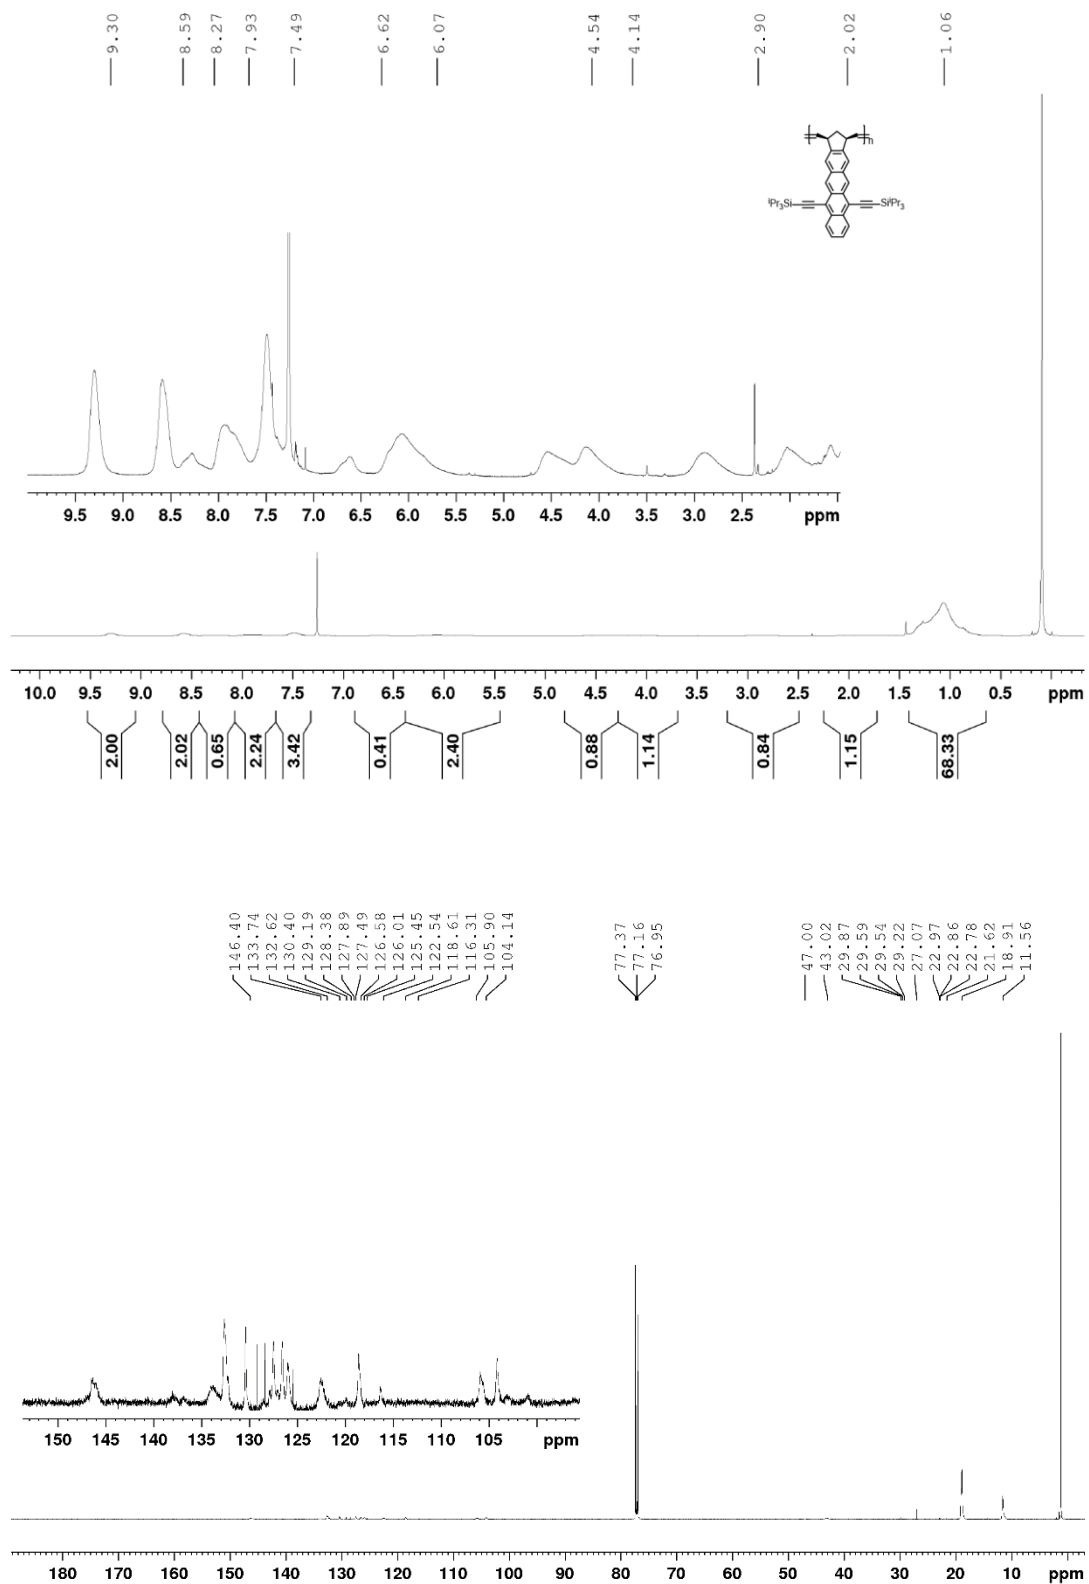 9.30 8.59 8.27 7.93 7.49 6.62 6.07 4.54 4.14 2.90 2.02 1.06
n
iPr3Si SiiPr3
9.5 9.0 8.5 8.0 7.5 7.0 6.5 6.0 5.5 5.0 4.5 4.0 3.5 3.0 2.5 ppm
10.0 9.5 9.0 8.5 8.0 7.5 7.0 6.5 6.0 5.5 5.0 4.5 4.0 3.5 3.0 2.5 2.0 1.5 1.0 0.5 ppm
2.00 2.02 0.65 2.24 3.42 0.41 2.40 0.88 1.14 0.84 1.15 68.33
146.40 133.74 132.62 130.40 129.19 128.38 127.89 127.49 126.58 126.01 125.45 122.54 118.61 116.31 105.90 104.14 77.37 77.16 76.95 47.00 43.02 29.87 29.59 29.54 29.22 27.07 22.97 22.86 22.78 21.62 18.91 11.56
150 145 140 135 130 125 120 115 110 105 ppm
180 170 160 150 140 130 120 110 100 90 80 70 60 50 40 30 20 10 ppm